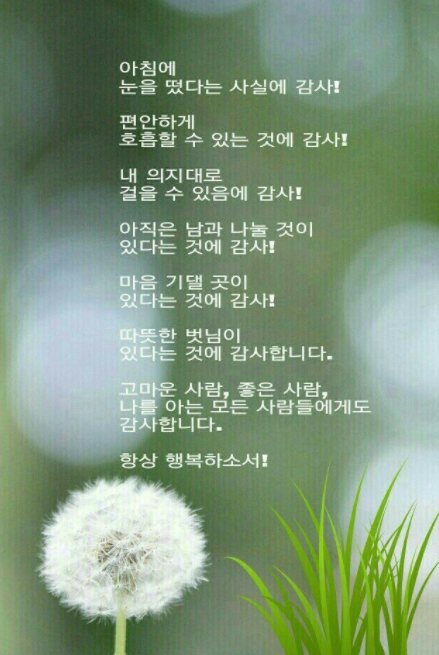 아침에
눈을 떴다는 사실에 감사!
편안하게
호흡할 수 있는 것에 감사!
내 의지대로
걸을 수 있음에 감사!
아직은 남과 나눌 것이
있다는 것에 감사!
마음 기댈 곳이
있다는 것에 감사!
따뜻한 벗님이
있다는 것에 감사합니다.
고마운 사람, 좋은 사람,
나를 아는 모든 사람들에게도
감사합니다.
항상 행복하소서!